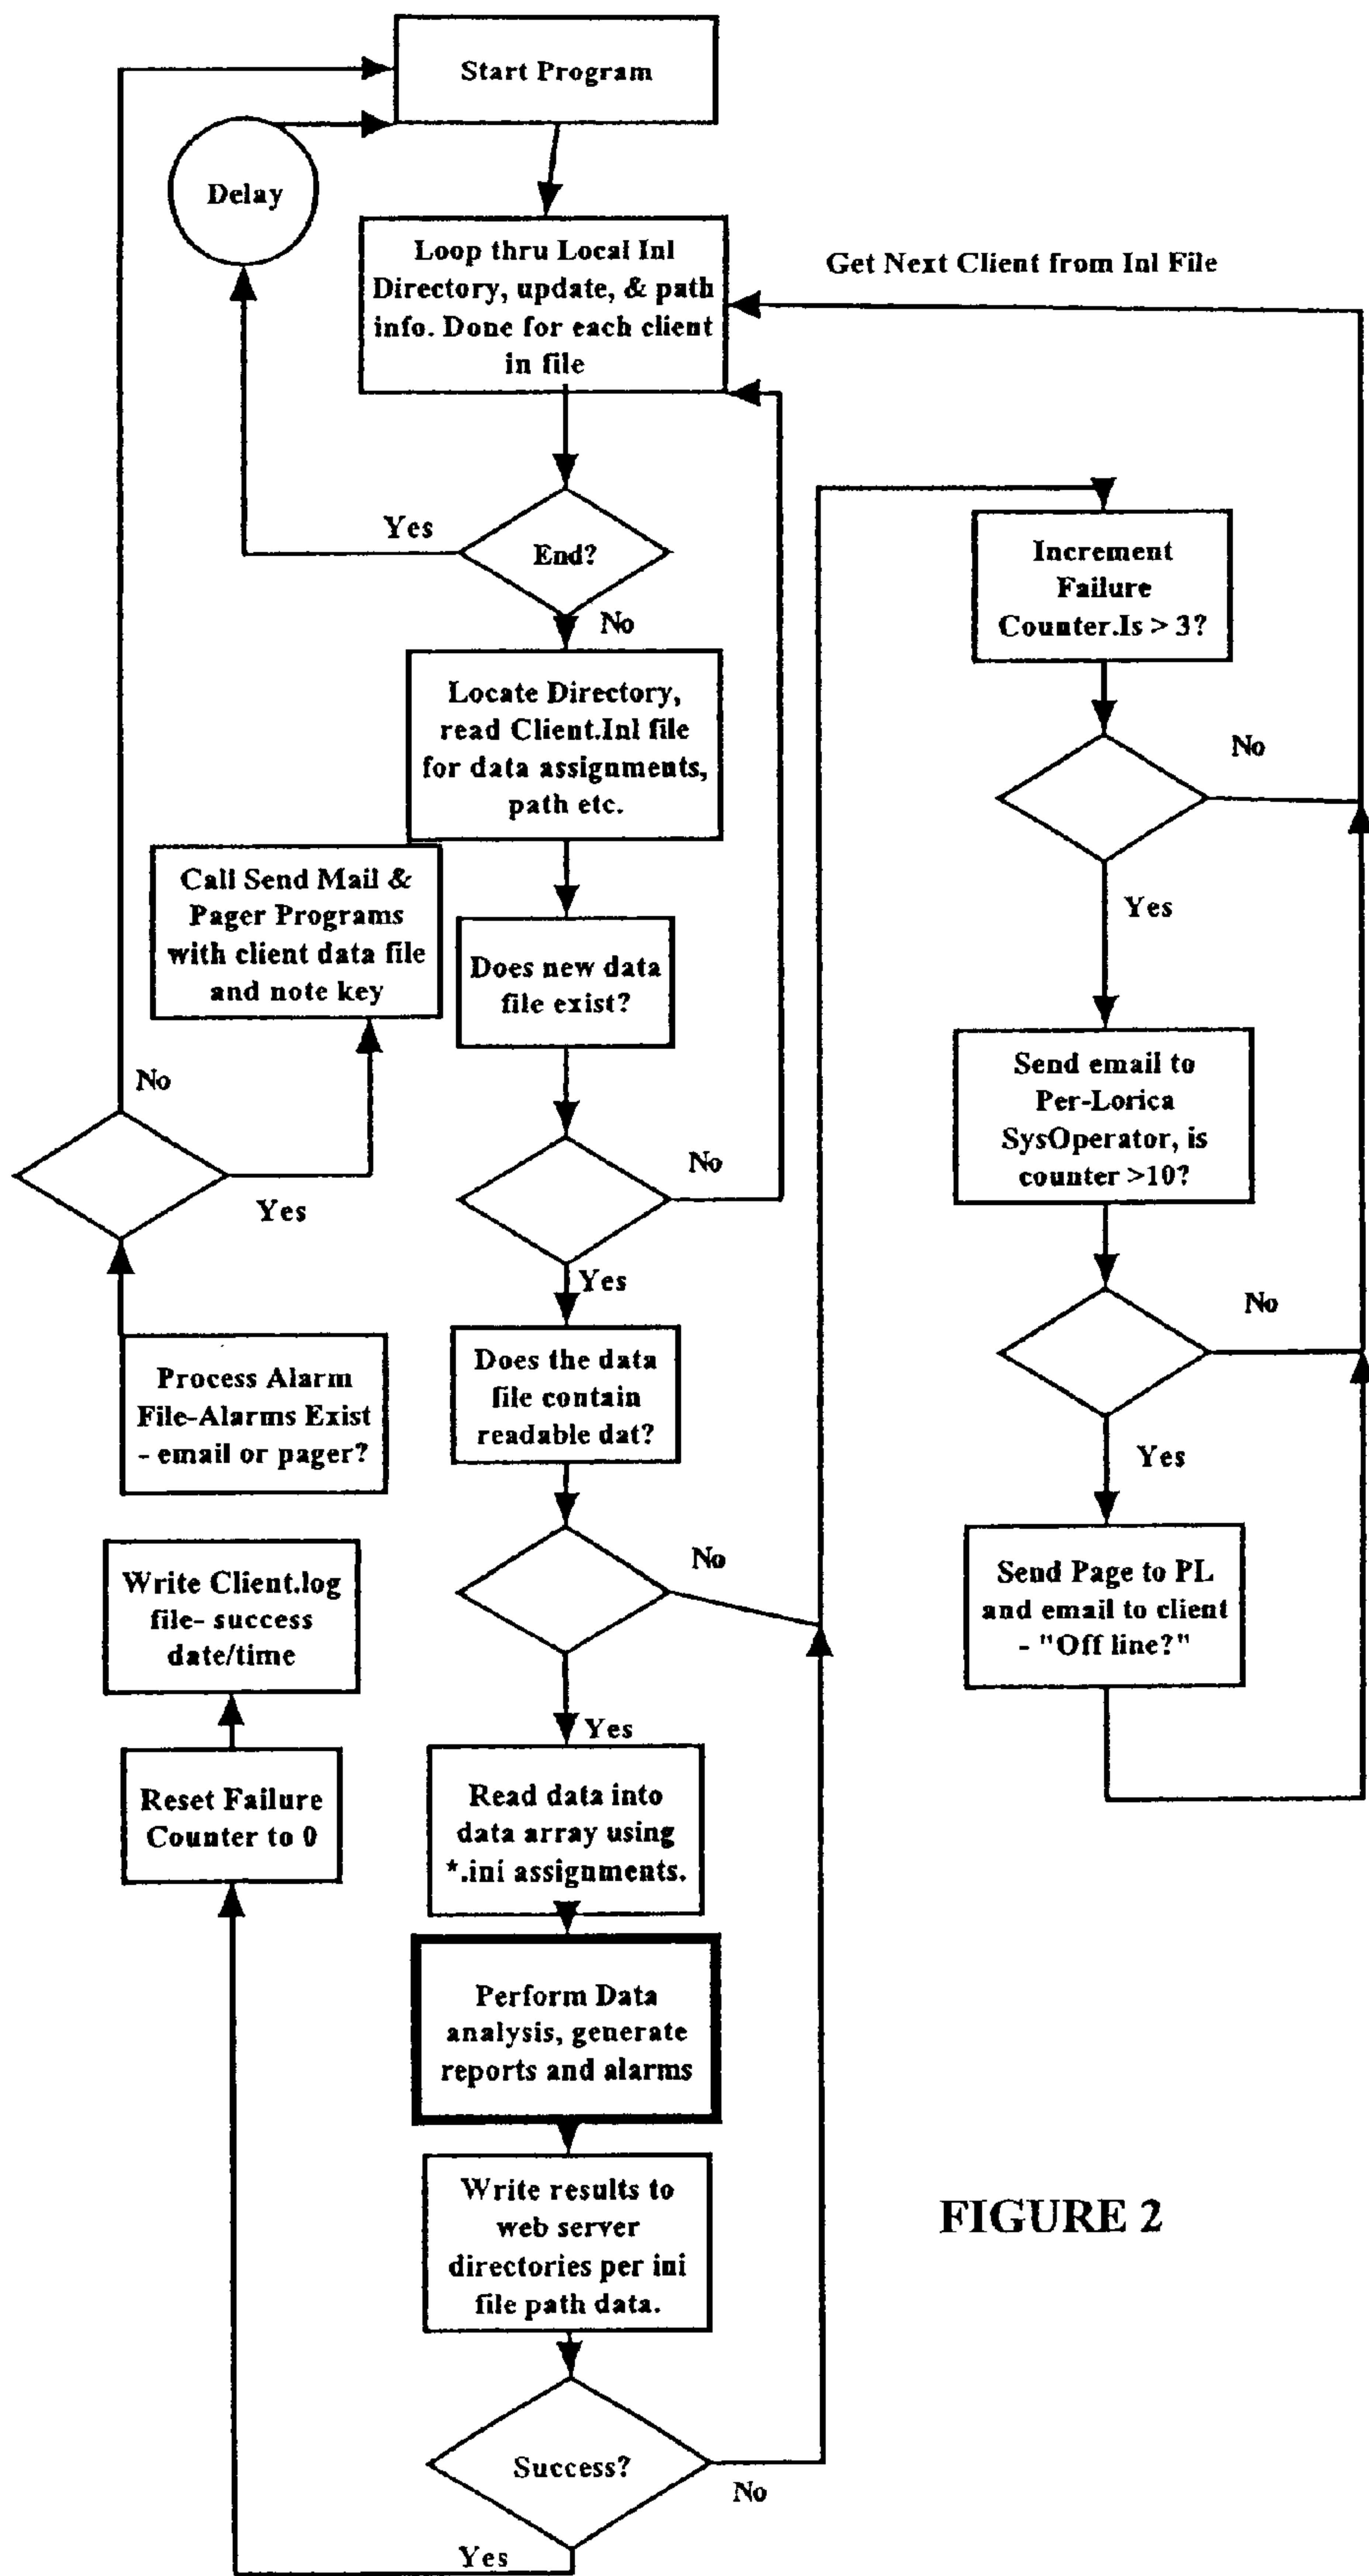 Start Program
Delay
Loop thru Local Inl
Directory, update, & path
info. Done for each client
in file
Get Next Client from Inl File
Yes
End?
No
Increment
Failure
Counter.Is > 3?
No
Yes
Locate Directory,
read Client.Inl file
for data assignments,
path etc.
Call Send Mail &
Pager Programs
with client data file
and note key
Does new data
file exist?
No
Yes
No
Yes
Send email to
Per-Lorica
SysOperator, is
counter >10?
No
Yes
Process Alarm
File-Alarms Exist
- email or pager?
Does the data
file contain
readable dat?
No
Yes
Send Page to PL
and email to client
- "Off line?"
Write Client.log
file- success
date/time
Reset Failure
Counter to 0
Read data into
data array using
*.ini assignments.
Perform Data
analysis, generate
reports and alarms
Write results to
web server
directories per ini
file path data.
Success?
No
Yes
FIGURE 2